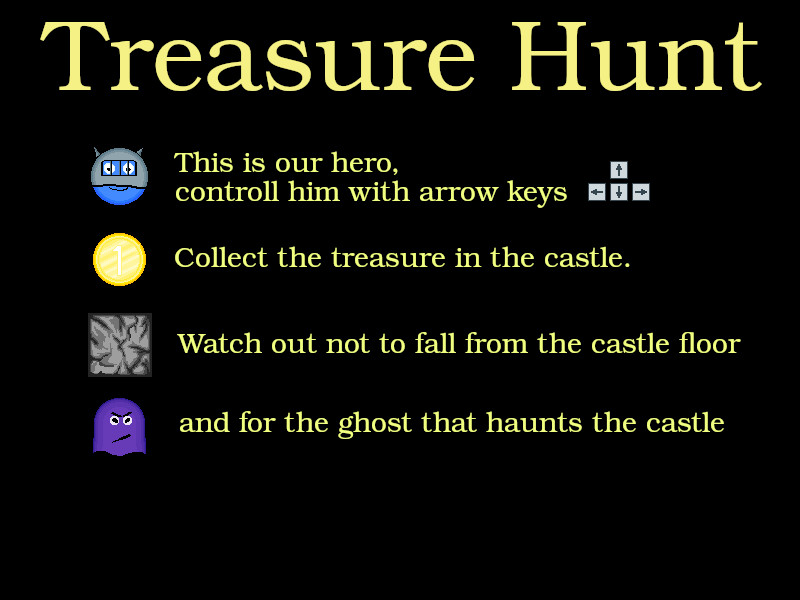 Treasure Hunt
This is our hero,
controll him with arrow keys
1
Collect the treasure in the castle.
Watch out not to fall from the castle floor
and for the ghost that haunts the castle